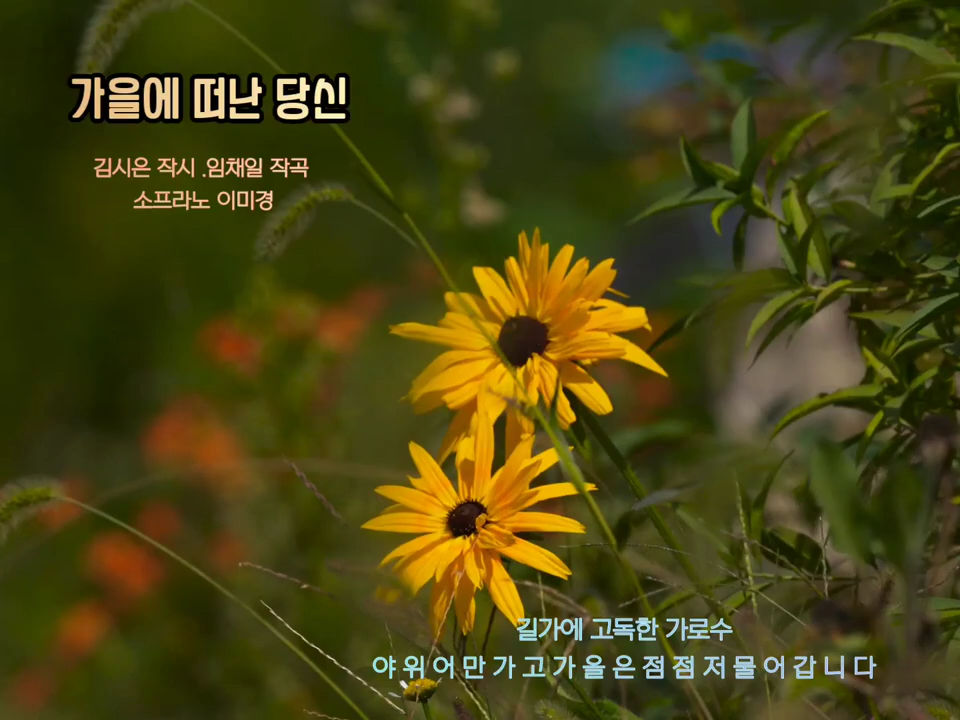 가을에 떠난 당신
김시은 작시 .임채일 작곡
소프라노 이미경
길가에 고독한 가로수
야위어만가고가을은점점저물어갑니다